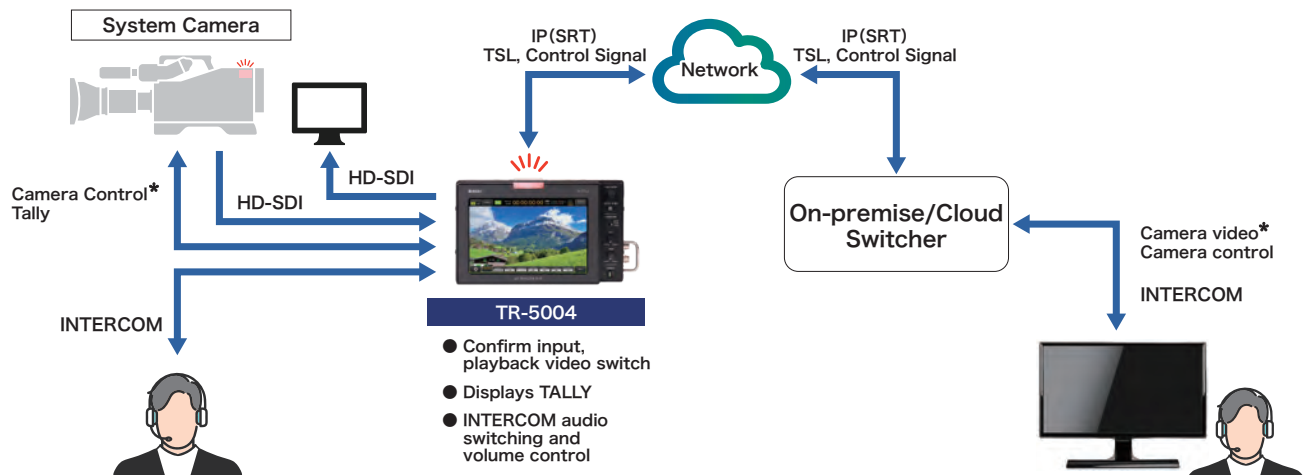 System Camera
IP(SRT)
TSL, Control Signal
Network
IP(SRT)
TSL, Control Signal
HD-SDI
HD-SDI
Camera Control*
Tally
On-premise/Cloud
Switcher
Camera video*
Camera control
INTERCOM
INTERCOM
TR-5004
● Confirm input,
playback video switch
● Displays TALLY
● INTERCOM audio
switching and
volume control